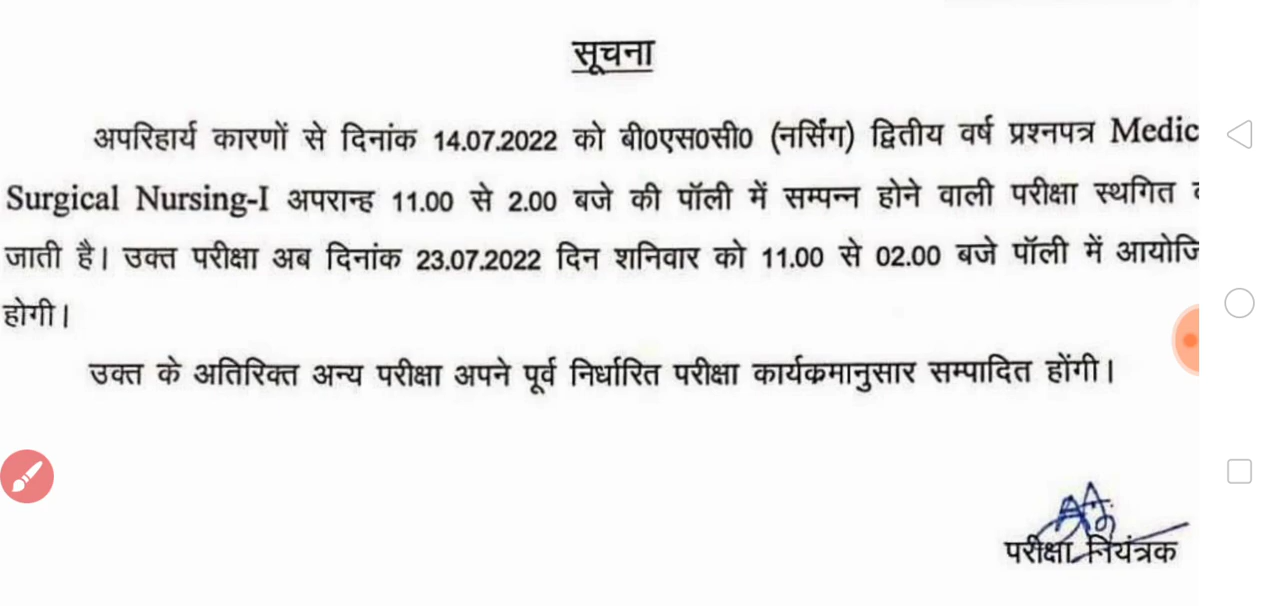 सूचना
अपरिहार्य कारणों से दिनांक 14.07.2022 को बी0एस0सी0 (नर्सिंग) द्वितीय वर्ष प्रश्नपत्र Medic
Surgical Nursing-I अपरान्ह 11.00 से 2.00 बजे की पॉली में सम्पन्न होने वाली परीक्षा स्थगित
जाती है। उक्त परीक्षा अब दिनांक 23.07.2022 दिन शनिवार को 11.00 से 02.00 बजे पॉली में आयोजि
होगी।
उक्त के अतिरिक्त अन्य परीक्षा अपने पूर्व निर्धारित परीक्षा कार्यक्रमानुसार सम्पादित होंगी।
परीक्षा नियंत्रक